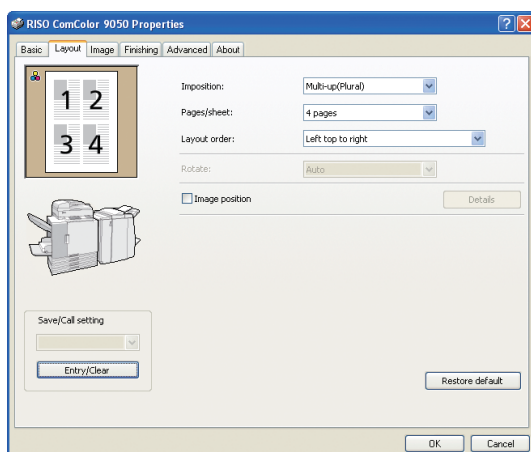 RISO ComColor 9050 Properties
Basic Layout Image Finishing Advanced About
1 2
3 4
Imposition: Multi-up(Plural)
Pages/sheet: 4 pages
Layout order: Left top to right
Rotate: Auto
Image position Details
Save/Call setting
Entry/Clear
Restore default
OK Cancel